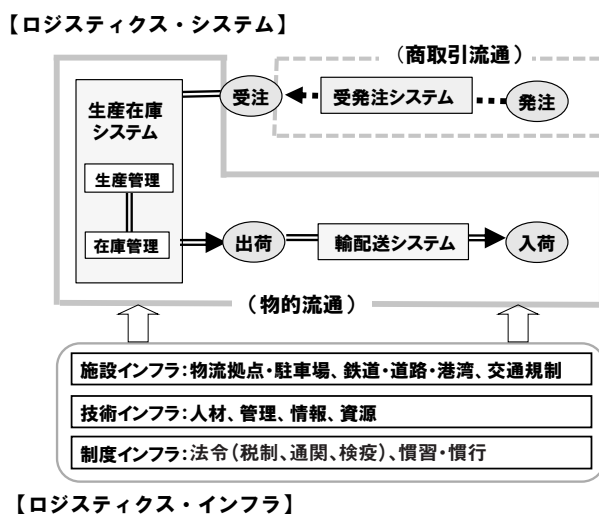 【ロジスティクス・システム】
（商取引流通）
生産在庫
システム
受注
受発注システム
発注
生産管理
在庫管理
出荷
輸配送システム
入荷
（物的流通）
施設インフラ：物流拠点・駐車場、鉄道・道路・港湾、交通規制
技術インフラ：人材、管理、情報、資源
制度インフラ：法令（税制、通関、検疫）、慣習・慣行
【ロジスティクス・インフラ】